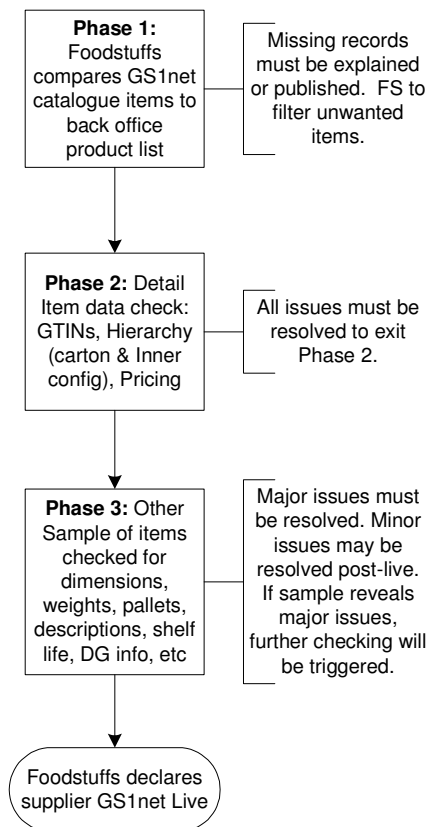 Phase 1:
Foodstuffs
compares GS1net
catalogue items to
back office
product list
Missing records
must be explained
or published.  FS to
filter unwanted
items.
Phase 2: Detail
Item data check:
GTINs, Hierarchy
(carton & Inner
config), Pricing
All issues must be
resolved to exit
Phase 2.
Phase 3: Other
Sample of items
checked for
dimensions,
weights, pallets,
descriptions, shelf
life, DG info, etc
Major issues must
be resolved. Minor
issues may be
resolved post-live.
If sample reveals
major issues,
further checking will
be triggered.
Foodstuffs declares
supplier GS1net Live